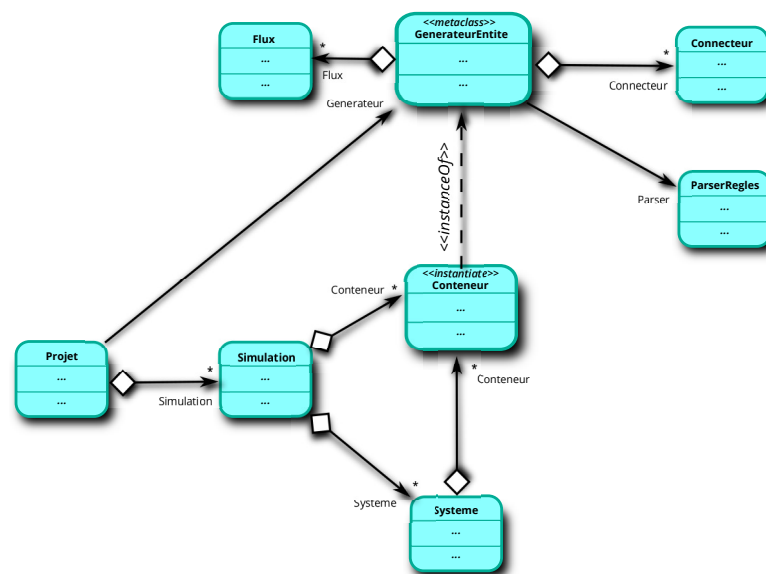 <<metaclass>>
GenerateurEntite
...
...
Flux
...
...
*
Flux
Connecteur
...
...
*
Connecteur
Generateur
<<instanceOf>>
ParserRegles
...
...
Parser
<<instantiate>>
Conteneur
...
...
Conteneur *
Projet
...
...
*
Simulation
Simulation
...
...
*
Conteneur
*
Systeme
Systeme
...
...